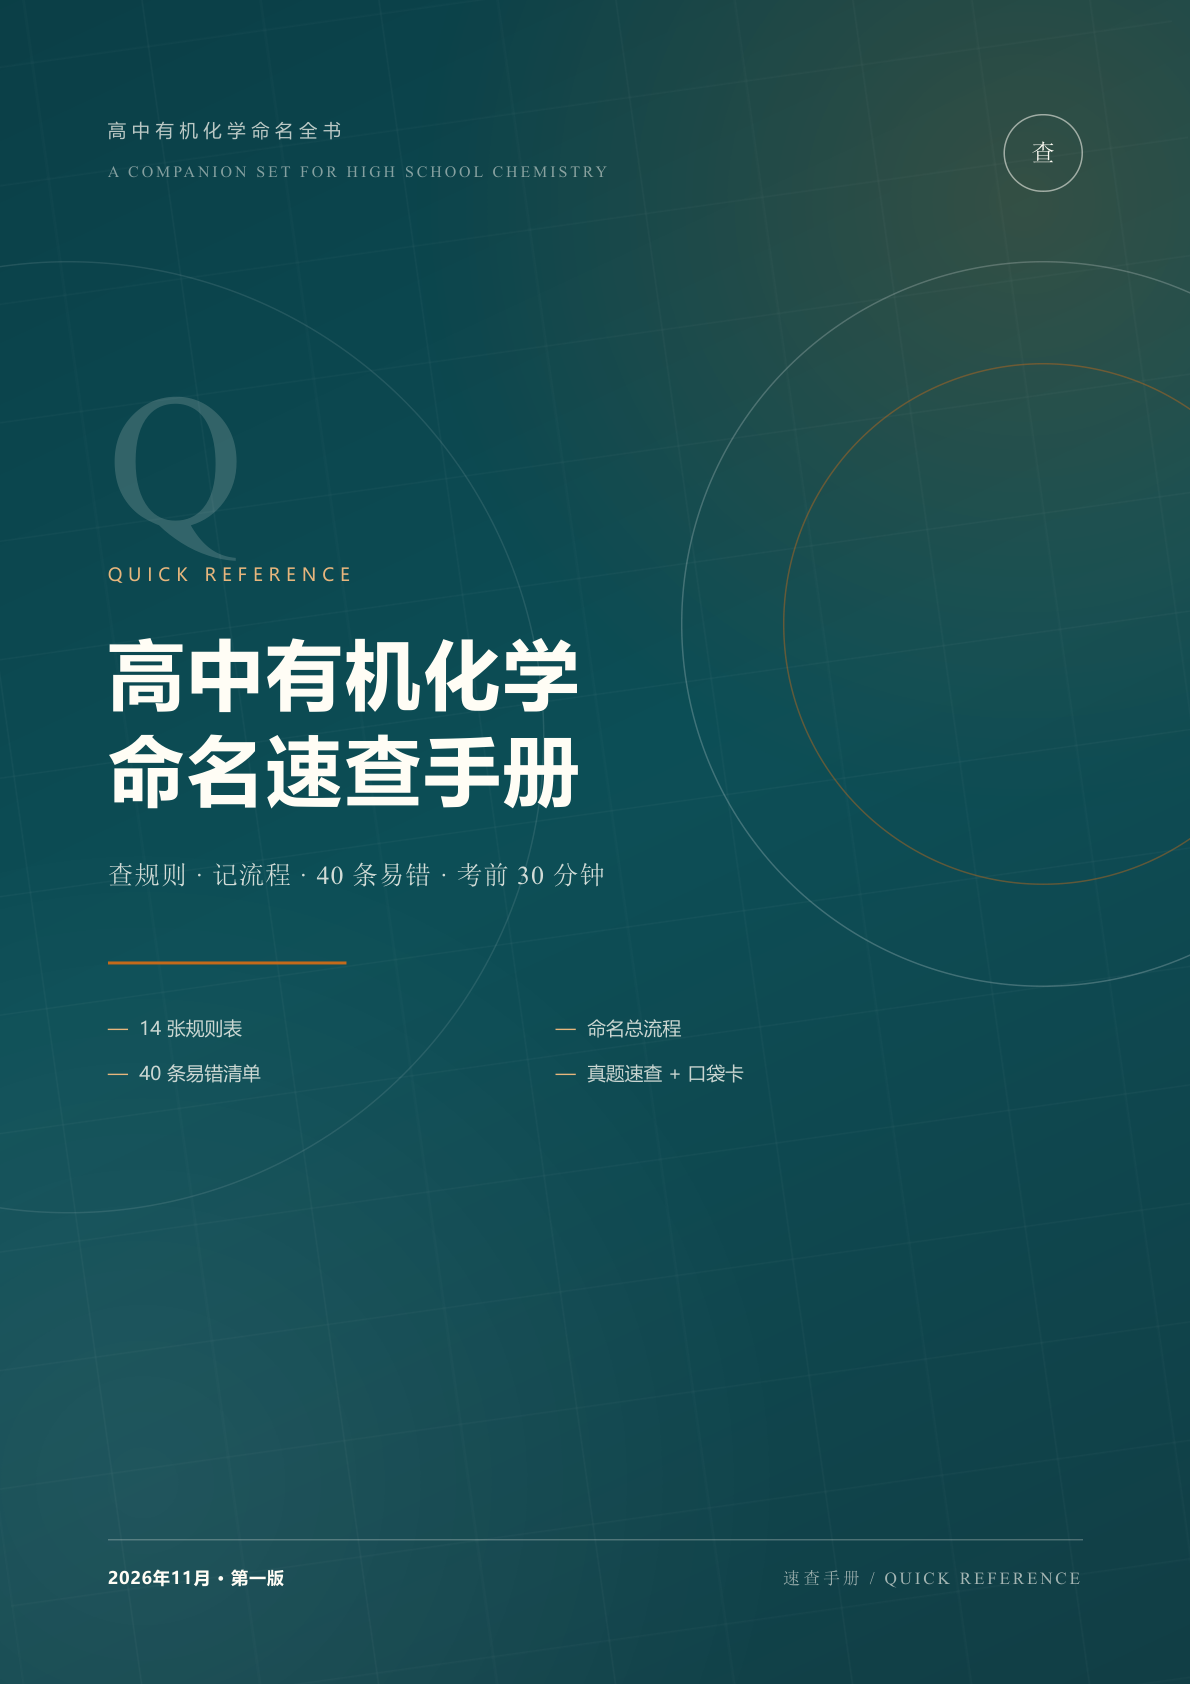 高中有机化学命名全书
A COMPANION SET FOR HIGH SCHOOL CHEMISTRY
查
Q
QUICK REFERENCE
高中有机化学
命名速查手册
查规则 · 记流程 · 40 条易错 · 考前 30 分钟
— 14 张规则表
— 命名总流程
— 40 条易错清单
— 真题速查 + 口袋卡
2026年11月 · 第一版
速查手册 / QUICK REFERENCE